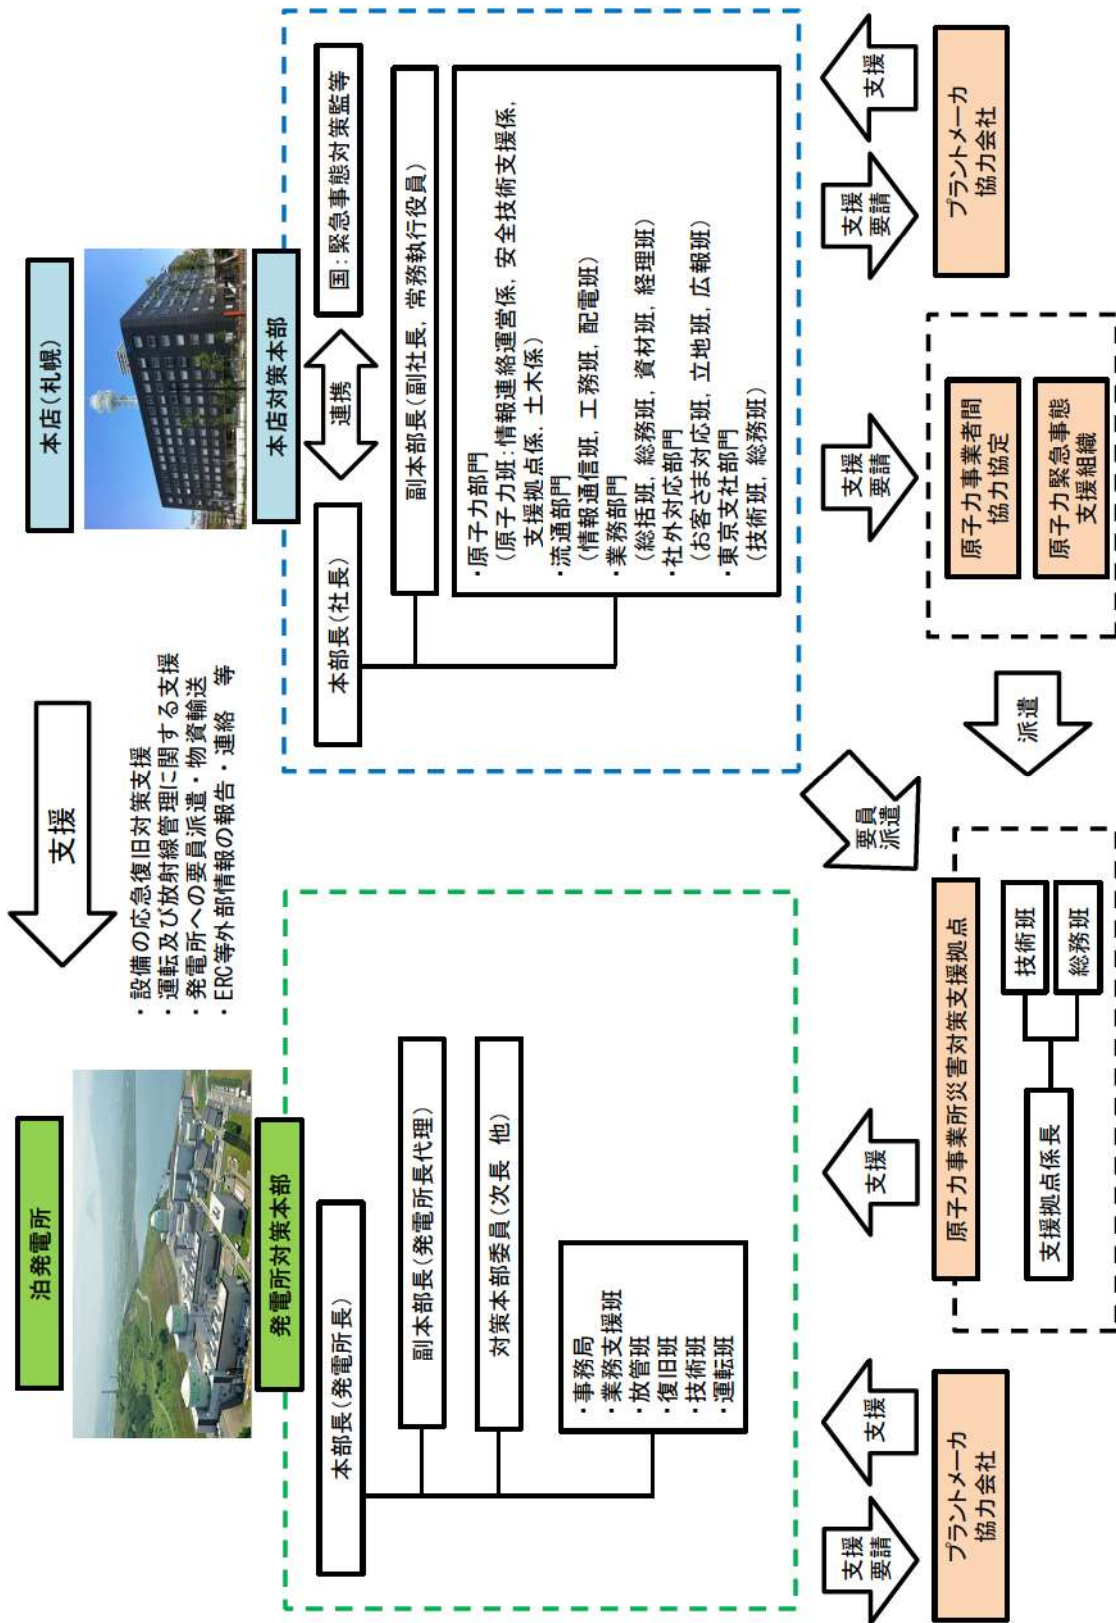 泊発電所
発電所対策本部
本部長(発電所長)
副本部長(発電所長代理)
対策本部委員(次長 他)
・事務局
・業務支援班
・放管班
・復旧班
・技術班
・運転班
支援
・設備の応急復旧対策支援
・運転及び放射線管理に関する支援
・発電所への要員派遣・物資輸送
・ERC等外部情報の報告・連絡 等
本店(札幌)
本店対策本部
本部長(社長)
連携
国:緊急事態対策監等
副本部長(副社長,常務執行役員)
・原子力部門
(原子力班:情報連絡運営係,安全技術支援係,
支援拠点係,土木係)
・流通部門
(情報通信班,工務班,配電班)
・業務部門
(総括班,総務班,資材班,経理班)
・社外対応部門
(お客さま対応班,立地班,広報班)
・東京支社部門
(技術班,総務班)
支援
要請
支援
プラントメーカ
協力会社
支援
原子力事業所災害対策支援拠点
支援拠点係長
技術班
総務班
要員
派遣
派遣
支援
要請
原子力事業者間
協力協定
原子力緊急事態
支援組織
支援
要請
支援
プラントメーカ
協力会社